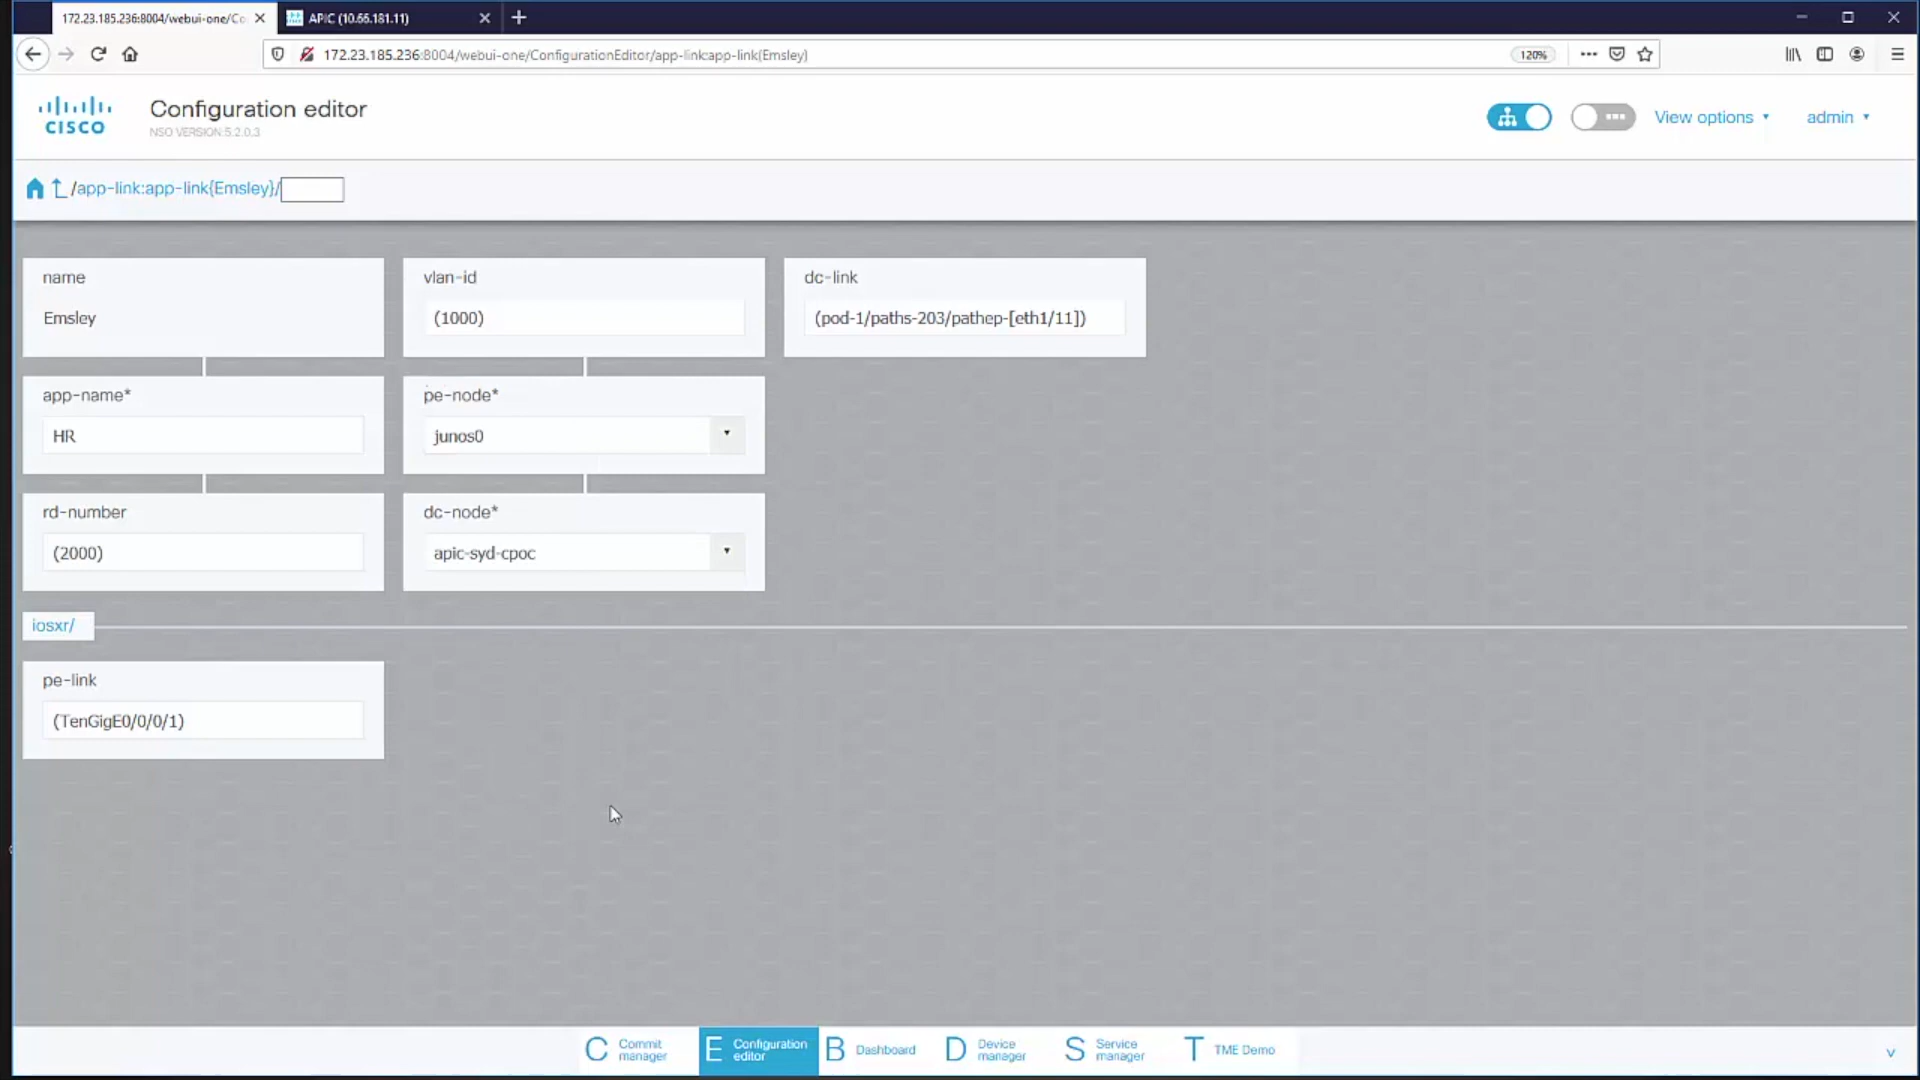 172.23.185.236:8004/webui-one/Co
APIC (10.66.181.11)
172.23.185.236:8004/webui-one/ConfigurationEditor/app-link:app-link{Emsley}
120%
CISCO
Configuration editor
NSO VERSION:5.2.0.3
View options
admin
/app-link:app-link{Emsley}/
name
Emsley
vlan-id
(1000)
dc-link
(pod-1/paths-203/pathep-[eth1/11])
app-name*
HR
pe-node*
junos0
rd-number
(2000)
dc-node*
apic-syd-cpoc
iosxr/
pe-link
(TenGigE0/0/0/1)
C Commit manager
E Configuration editor
B Dashboard
D Device manager
S Service manager
T TME Demo